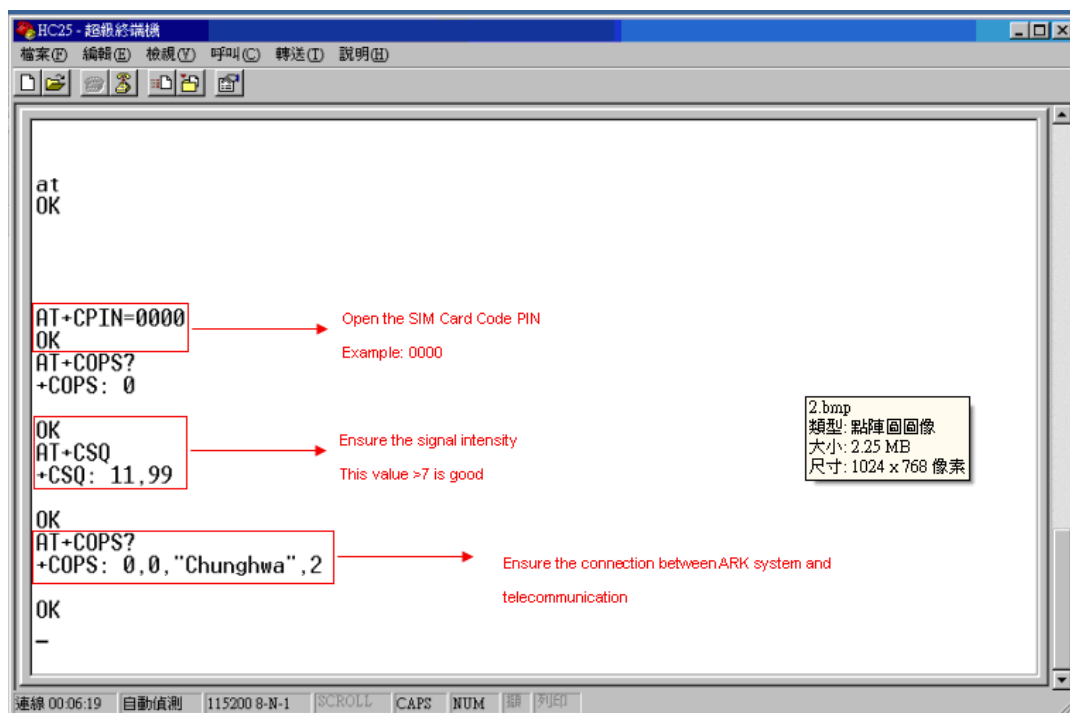 HC25 - 超級終端機
檔案(F) 編輯(E) 檢視(V) 呼叫(C) 轉送(T) 說明(H)
at
OK
AT+CPIN=0000
OK
Open the SIM Card Code PIN
Example: 0000
AT+COPS?
+COPS: 0
OK
AT+CSQ
+CSQ: 11,99
Ensure the signal intensity
This value >7 is good
2.bmp
類型: 點陣圖圖像
大小: 2.25 MB
尺寸: 1024 x 768 像素
OK
AT+COPS?
+COPS: 0,0,"Chunghwa",2
Ensure the connection between ARK system and
telecommunication
OK
_
連線 00:06:19 自動偵測 115200 8-N-1 SCROLL CAPS NUM 擷 列印